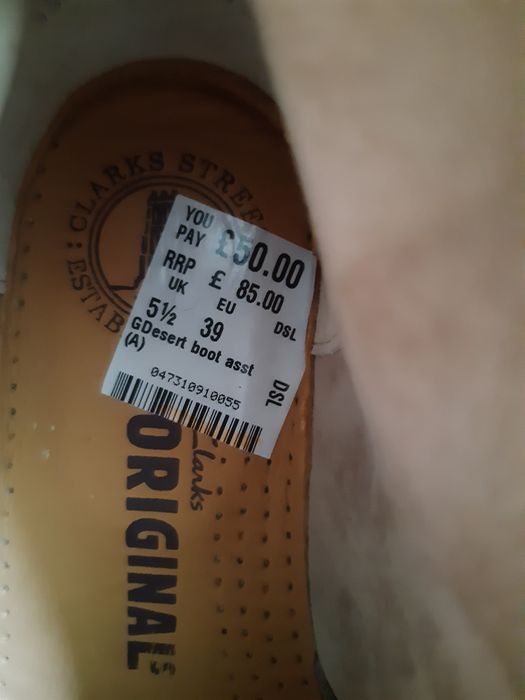 CLARKS STREE
ESTAB
YOU PAY £50.00
RRP £ 85.00
UK EU DSL
5½ 39
GDesert boot asst
(A)
DSL
047310910055
Clarks
ORIGINALS